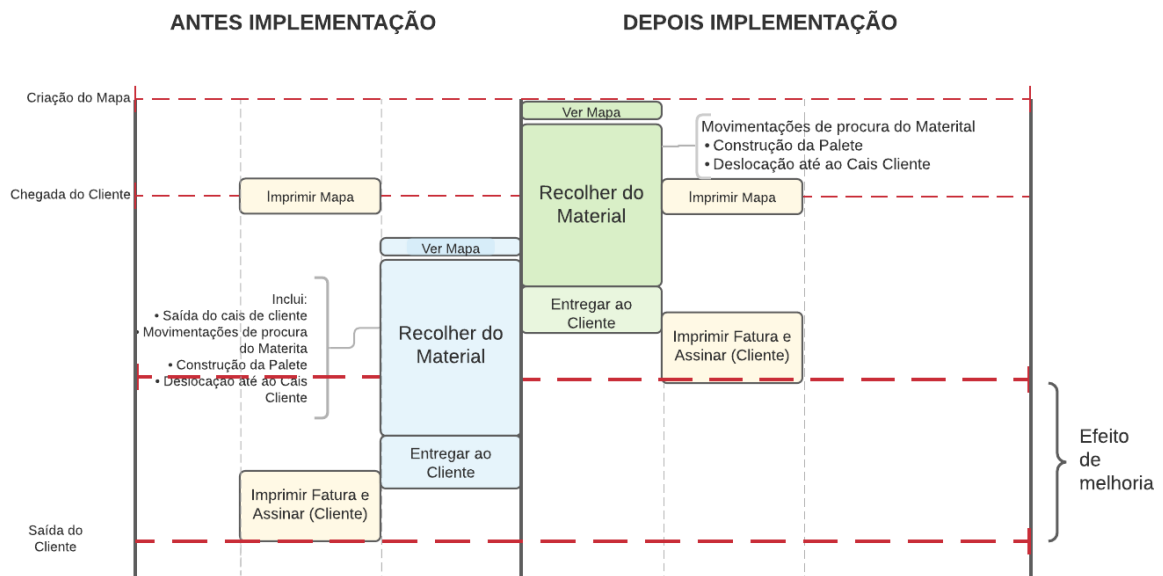 ANTES IMPLEMENTAÇÃO
DEPOIS IMPLEMENTAÇÃO
Criação do Mapa
Ver Mapa
Movimentações de procura do Materital
• Construção da Palete
• Deslocação até ao Cais Cliente
Recolher do
Material
Chegada do Cliente
Imprimir Mapa
Imprimir Mapa
Ver Mapa
Inclui:
• Saída do cais de cliente
• Movimentações de procura
do Materita
• Construção da Palete
• Deslocação até ao Cais
Cliente
Recolher do
Material
Entregar ao
Cliente
Imprimir Fatura e
Assinar (Cliente)
Entregar ao
Cliente
Imprimir Fatura e
Assinar (Cliente)
Efeito
de
melhoria
Saída do
Cliente